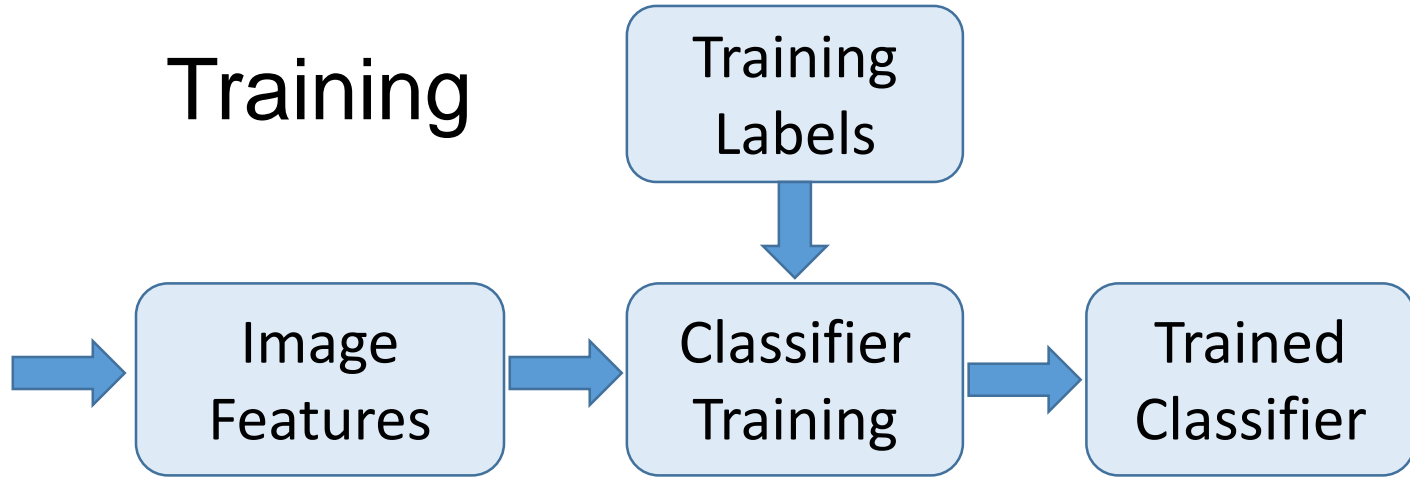 Training
Training
Labels
Image
Features
Classifier
Training
Trained
Classifier